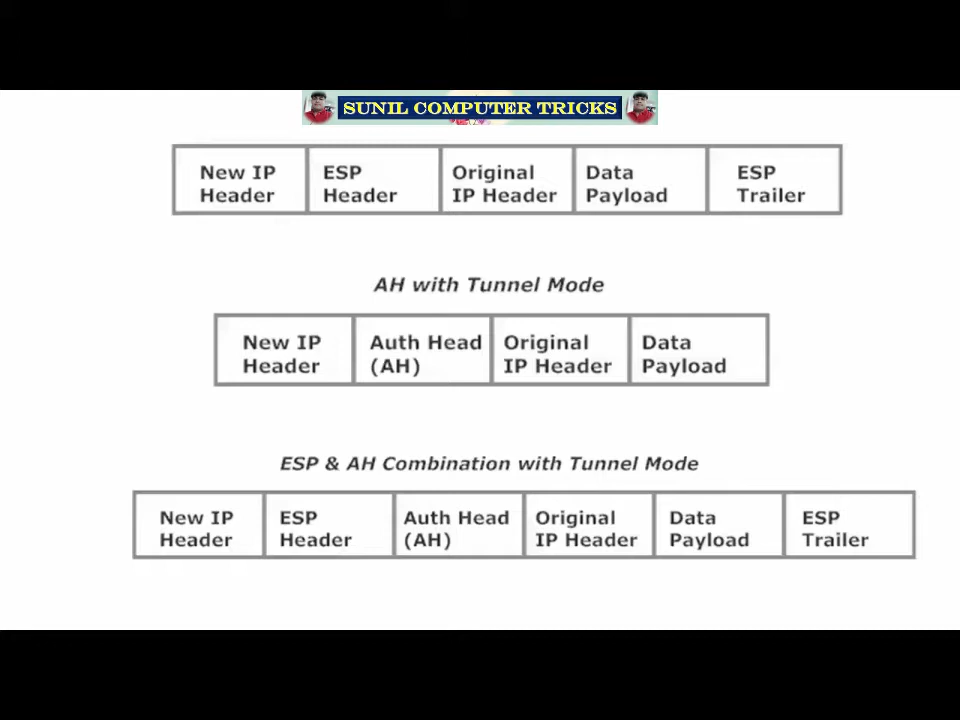 SUNIL COMPUTER TRICKS
New IP
Header
ESP
Header
Original
IP Header
Data
Payload
ESP
Trailer
AH with Tunnel Mode
New IP
Header
Auth Head
(AH)
Original
IP Header
Data
Payload
ESP & AH Combination with Tunnel Mode
New IP
Header
ESP
Header
Auth Head
(AH)
Original
IP Header
Data
Payload
ESP
Trailer